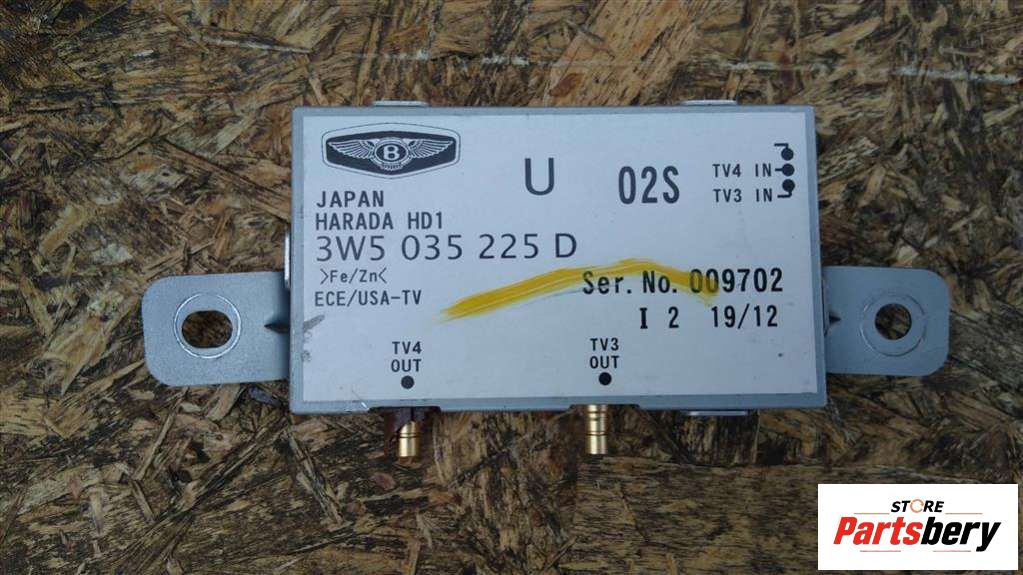 B
U
02S
TV4 IN
TV3 IN
JAPAN
HARADA HD1
3W5 035 225 D
>Fe/Zn<
ECE/USA-TV
Ser. No. 009702
I 2 19/12
TV4
OUT
TV3
OUT
STORE
Partsbery